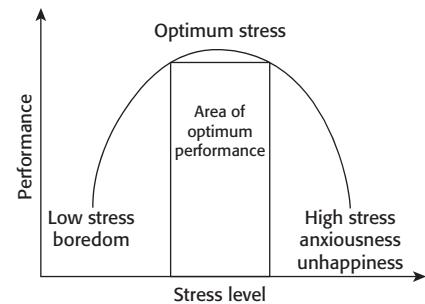 Optimum stress
Performance
Area of
optimum
performance
Low stress
boredom
High stress
anxiousness
unhappiness
Stress level